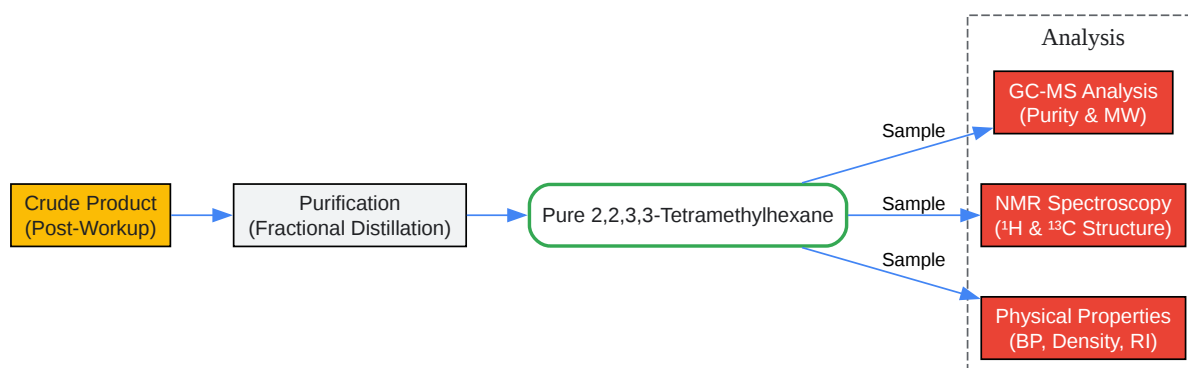 Analysis
GC-MS Analysis
(Purity & MW)
Sample
Crude Product
(Post-Workup)
Purification
(Fractional Distillation)
Pure 2,2,3,3-Tetramethylhexane
Sample
NMR Spectroscopy
(¹H & ¹³C Structure)
Sample
Physical Properties
(BP, Density, RI)